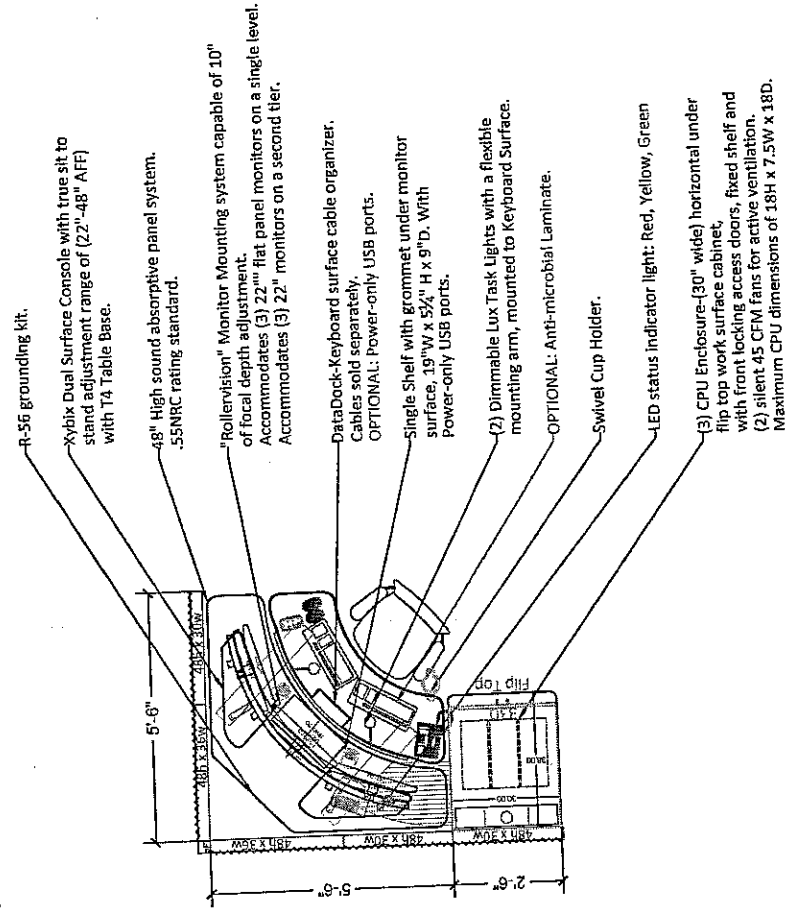 R-56 grounding kit.
Xybix Dual Surface Console with true sit to
stand adjustment range of (22"-48" AFF)
with T4 Table Base.
48" High sound absorptive panel system.
.55NRC rating standard.
"Rollervision" Monitor Mounting system capable of 10"
of focal depth adjustment.
Accommodates (3) 22"" flat panel monitors on a single level.
Accommodates (3) 22" monitors on a second tier.
DataDock-Keyboard surface cable organizer.
Cables sold separately.
OPTIONAL: Power-only USB ports.
Single Shelf with grommet under monitor
surface, 19"W x 5¼" H x 9"D. With
Power-only USB ports.
(2) Dimmable Lux Task Lights with a flexible
mounting arm, mounted to Keyboard Surface.
OPTIONAL: Anti-microbial Laminate.
Swivel Cup Holder.
LED status indicator light: Red, Yellow, Green
(3) CPU Enclosure-(30" wide) horizontal under
flip top work surface cabinet,
with front locking access doors, fixed shelf and
(2) silent 45 CFM fans for active ventilation.
Maximum CPU dimensions of 18H x 7.5W x 18D.
5'-6"
48h x 36w
48h x 30w
48h x 36w
48h x 30w
48h x 30w
5'-6"
2'-6"
Flip Top
30.00
38.00